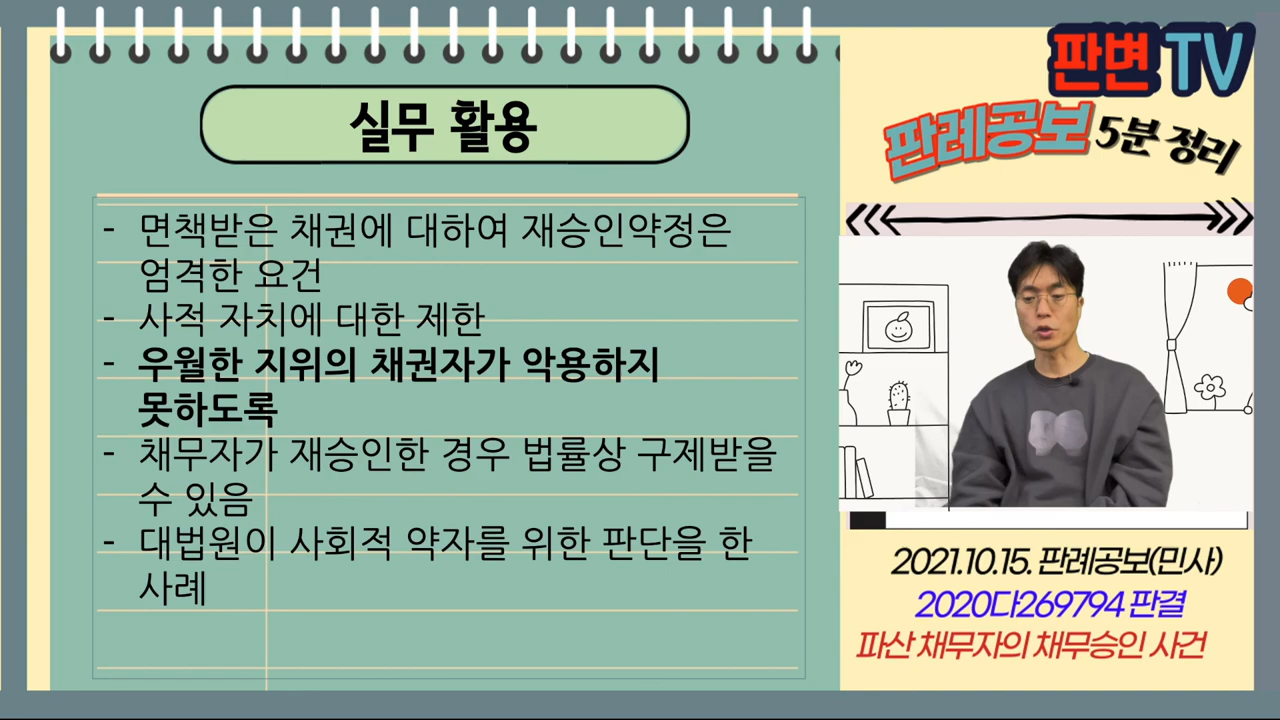 판변 TV
판례공보 5분 정리
실무 활용
- 면책받은 채권에 대하여 재승인약정은
엄격한 요건
- 사적 자치에 대한 제한
- 우월한 지위의 채권자가 악용하지
못하도록
- 채무자가 재승인한 경우 법률상 구제받을
수 있음
- 대법원이 사회적 약자를 위한 판단을 한
사례
2021.10.15. 판례공보(민사)
2020다269794 판결
파산 채무자의 채무승인 사건